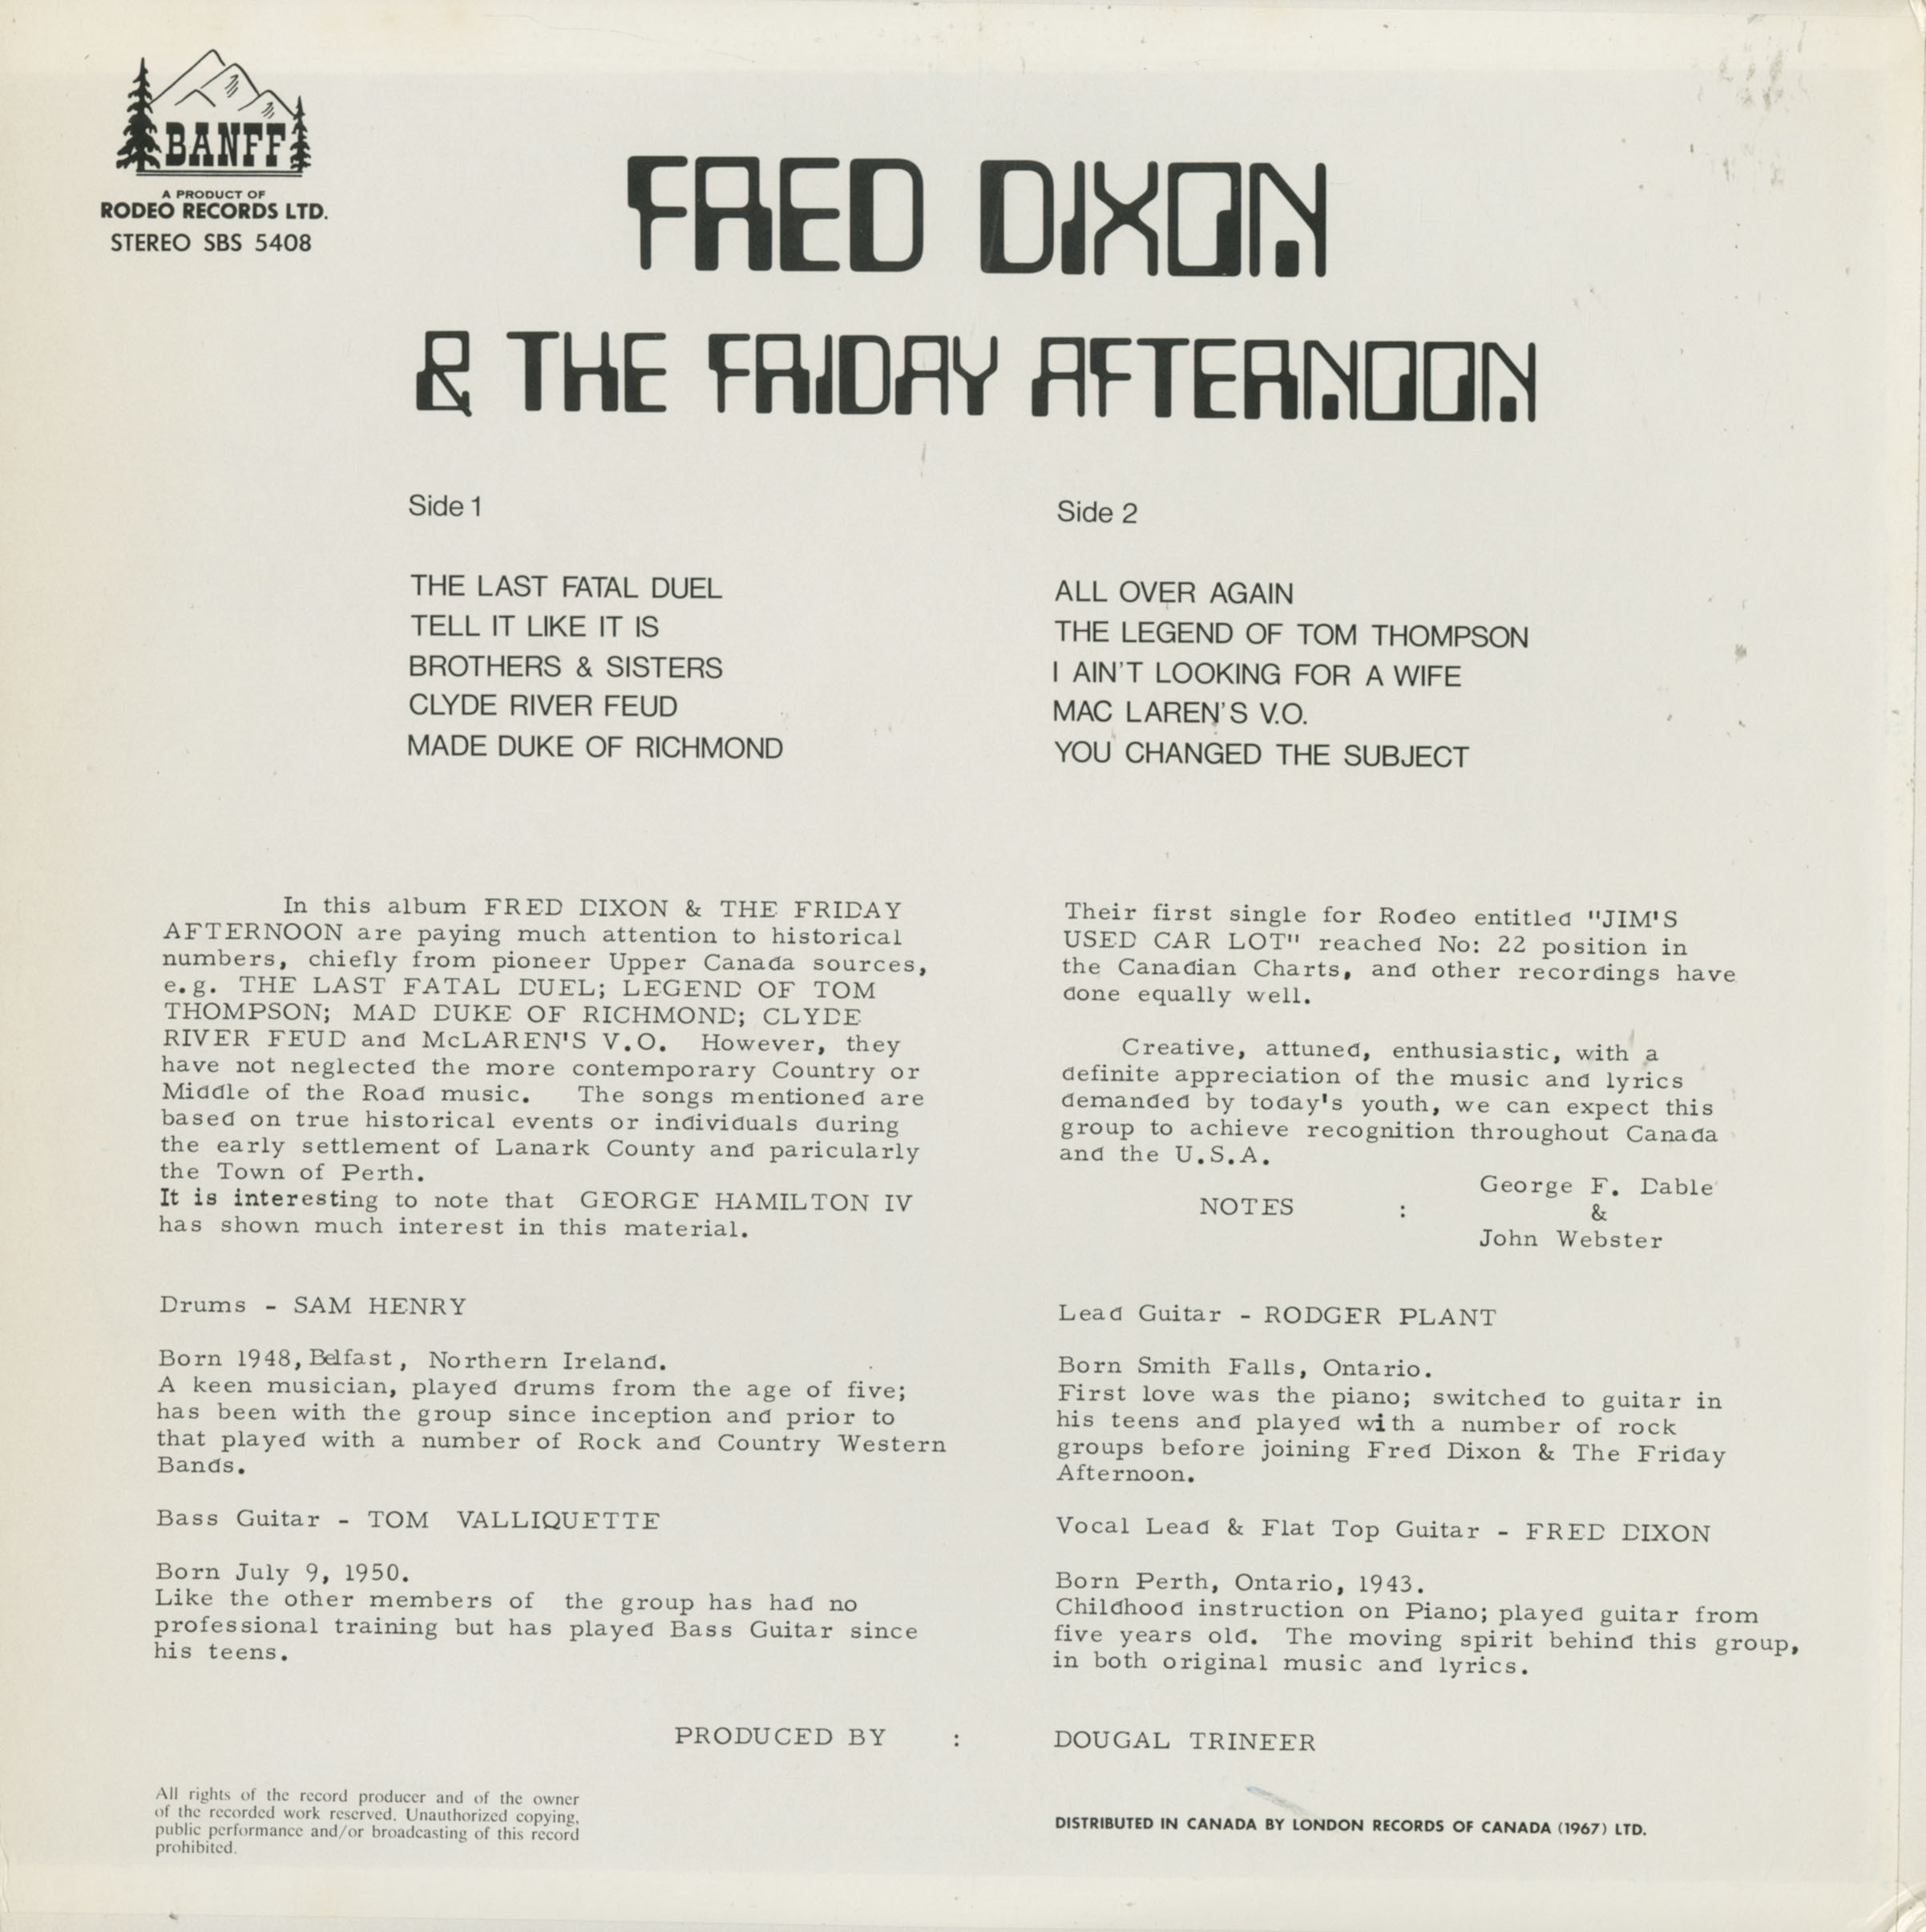 BANFF
A PRODUCT OF
RODEO RECORDS LTD.
STEREO SBS 5408
FRED DIXON
& THE FRIDAY AFTERNOON
Side 1
THE LAST FATAL DUEL
TELL IT LIKE IT IS
BROTHERS & SISTERS
CLYDE RIVER FEUD
MADE DUKE OF RICHMOND
Side 2
ALL OVER AGAIN
THE LEGEND OF TOM THOMPSON
I AIN'T LOOKING FOR A WIFE
MAC LAREN'S V.O.
YOU CHANGED THE SUBJECT
In this album FRED DIXON & THE FRIDAY
AFTERNOON are paying much attention to historical
numbers, chiefly from pioneer Upper Canada sources,
e.g. THE LAST FATAL DUEL; LEGEND OF TOM
THOMPSON; MAD DUKE OF RICHMOND; CLYDE
RIVER FEUD and McLAREN'S V.O. However, they
have not neglected the more contemporary Country or
Middle of the Road music. The songs mentioned are
based on true historical events or individuals during
the early settlement of Lanark County and paricularly
the Town of Perth.
It is interesting to note that GEORGE HAMILTON IV
has shown much interest in this material.
Their first single for Rodeo entitled "JIM'S
USED CAR LOT" reached No: 22 position in
the Canadian Charts, and other recordings have
done equally well.
Creative, attuned, enthusiastic, with a
definite appreciation of the music and lyrics
demanded by today's youth, we can expect this
group to achieve recognition throughout Canada
and the U.S.A.
NOTES : George F. Dable
&
John Webster
Drums - SAM HENRY
Born 1948, Belfast, Northern Ireland.
A keen musician, played drums from the age of five;
has been with the group since inception and prior to
that played with a number of Rock and Country Western
Bands.
Bass Guitar - TOM VALLIQUETTE
Born July 9, 1950.
Like the other members of the group has had no
professional training but has played Bass Guitar since
his teens.
Lead Guitar - RODGER PLANT
Born Smith Falls, Ontario.
First love was the piano; switched to guitar in
his teens and played with a number of rock
groups before joining Fred Dixon & The Friday
Afternoon.
Vocal Lead & Flat Top Guitar - FRED DIXON
Born Perth, Ontario, 1943.
Childhood instruction on Piano; played guitar from
five years old. The moving spirit behind this group,
in both original music and lyrics.
PRODUCED BY : DOUGAL TRINEER
All rights of the record producer and of the owner
of the recorded work reserved. Unauthorized copying,
public performance and/or broadcasting of this record
prohibited.
DISTRIBUTED IN CANADA BY LONDON RECORDS OF CANADA (1967) LTD.